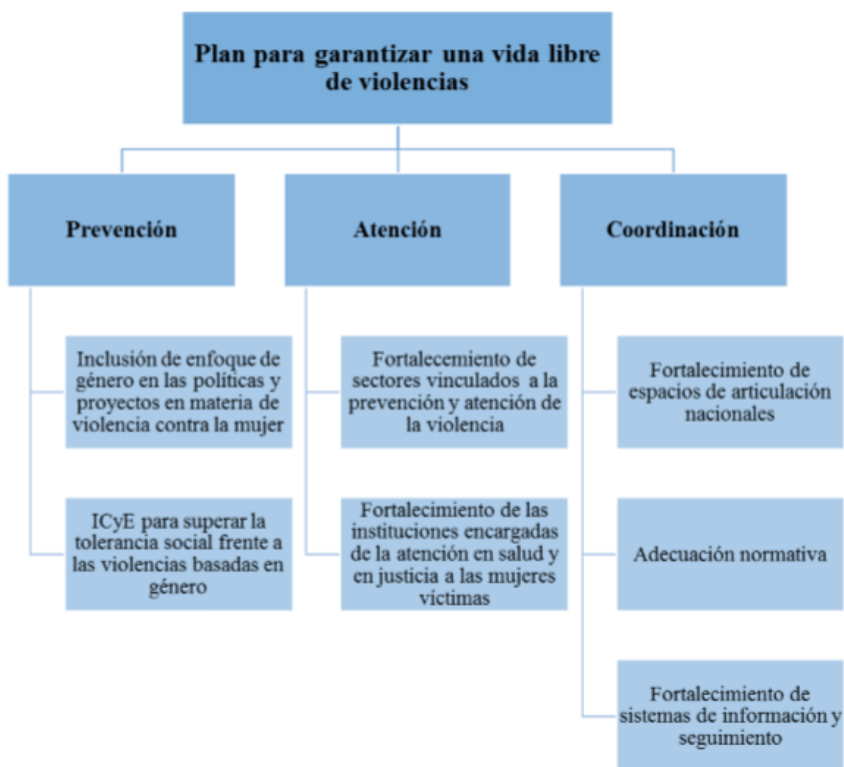 Plan para garantizar una vida libre
de violencias
Prevención
Inclusión de enfoque de
género en las políticas y
proyectos en materia de
violencia contra la mujer
ICyE para superar la
tolerancia social frente a
las violencias basadas en
género
Atención
Fortalecemiento de
sectores vinculados a la
prevención y atención de
la violencia
Fortalecimiento de las
instituciones encargadas
de la atención en salud y
en justicia a las mujeres
víctimas
Coordinación
Fortalecimiento de
espacios de articulación
nacionales
Adecuación normativa
Fortalecimiento de
sistemas de información y
seguimiento